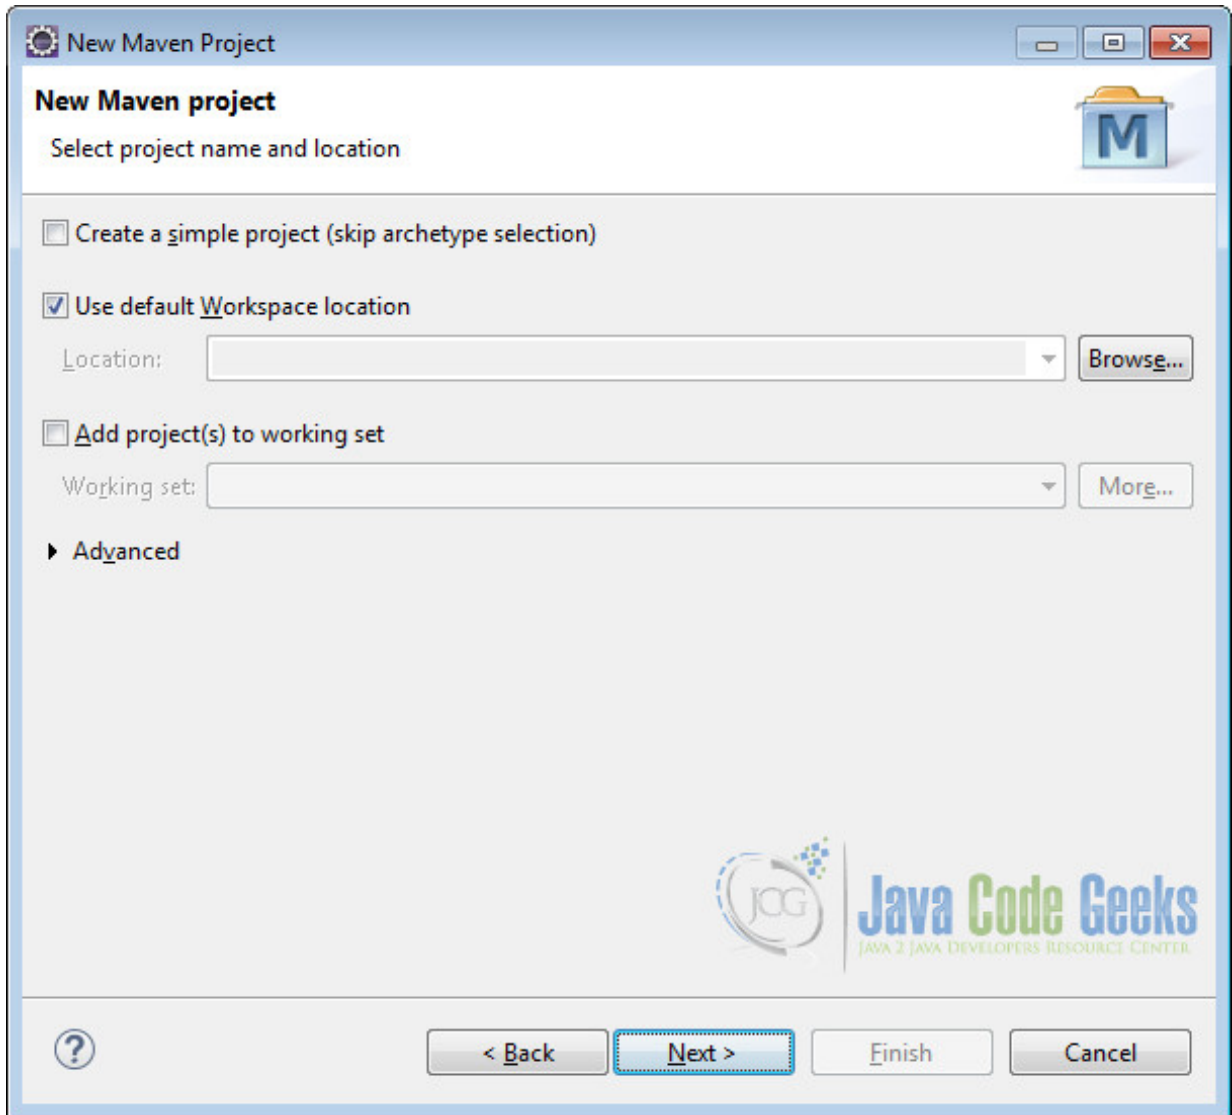 New Maven Project
New Maven project
Select project name and location
M
Create a simple project (skip archetype selection)
Use default Workspace location
Location:
Browse...
Add project(s) to working set
Working set:
More...
Advanced
JCG
Java Code Geeks
JAVA 2 JAVA DEVELOPERS RESOURCE CENTER
?
< Back
Next >
Finish
Cancel